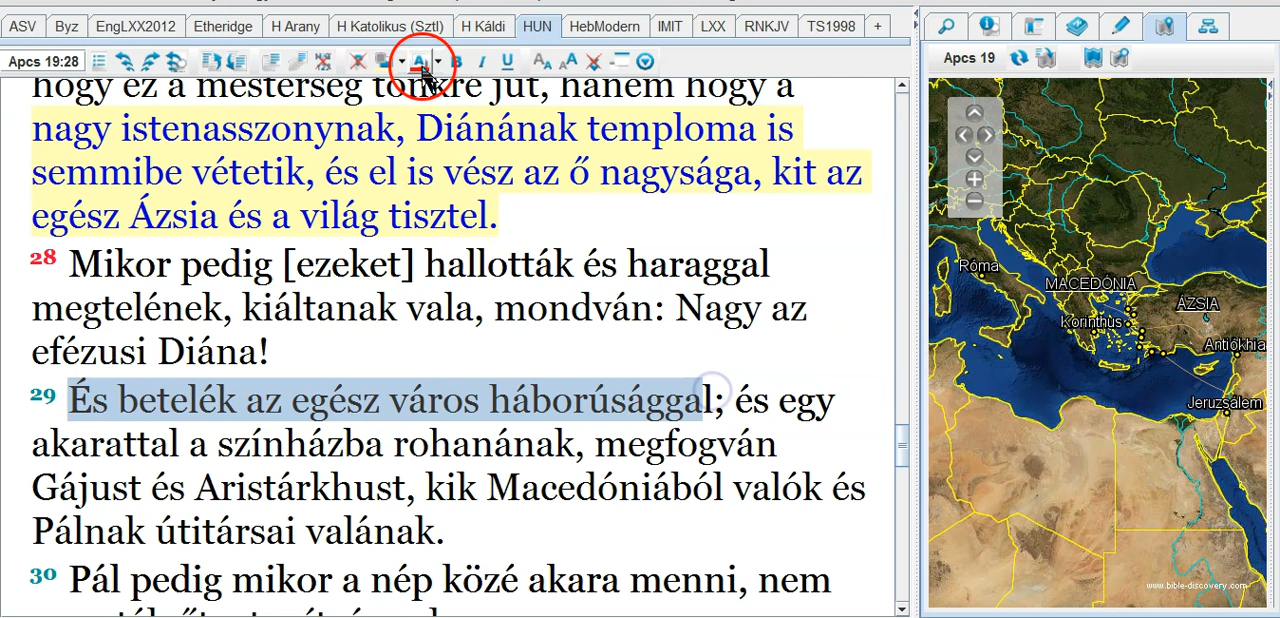 ASV Byz EngLXX2012 Etheridge H Arany H Katolikus (Sztl) H Káldi HUN HebModern IMIT LXX RNKJV TS1998 +
Apcs 19:28
hogy ez a mesterség tönkre jut, hanem hogy a
nagy istenasszonynak, Diánának temploma is
semmibe vétetik, és el is vész az ő nagysága, kit az
egész Ázsia és a világ tisztel.
28 Mikor pedig [ezeket] hallották és haraggal
megtelének, kiáltanak vala, mondván: Nagy az
efézusi Diána!
29 És betelék az egész város háborúsággal; és egy
akarattal a színházba rohanának, megfogván
Gájust és Aristárkhust, kik Macedóniából valók és
Pálnak útitársai valának.
30 Pál pedig mikor a nép közé akara menni, nem
Apcs 19
Róma
MACEDÓNIA
ÁZSIA
Korinthus
Antiókhia
Jeruzsálem
www.bible-discovery.com